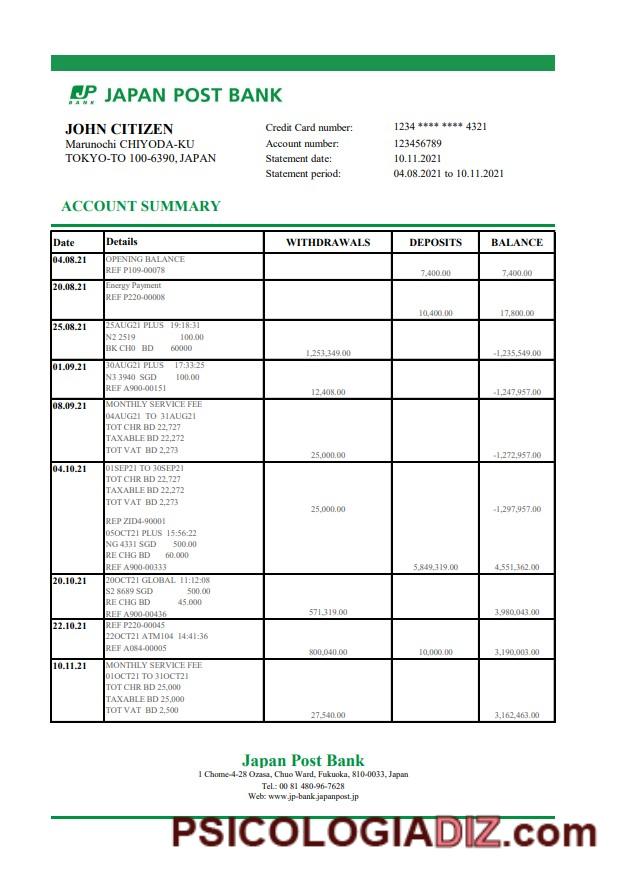 JP BANK JAPAN POST BANK
JOHN CITIZEN
Marunochi CHIYODA-KU
TOKYO-TO 100-6390, JAPAN
Credit Card number: 1234 **** **** 4321
Account number: 123456789
Statement date: 10.11.2021
Statement period: 04.08.2021 to 10.11.2021
ACCOUNT SUMMARY
Date Details WITHDRAWALS DEPOSITS BALANCE
04.08.21 OPENING BALANCE
REF P109-00078 7,400.00 7,400.00
20.08.21 Energy Payment
REF P220-00008
10,400.00 17,800.00
25.08.21 25AUG21 PLUS 19:18:31
N2 2519 100.00
BK CH0 BD 60000 1,253,349.00 -1,235,549.00
01.09.21 30AUG21 PLUS 17:33:25
N3 3940 SGD 100.00
REF A900-00151 12,408.00 -1,247,957.00
08.09.21 MONTHLY SERVICE FEE
04AUG21 TO 31AUG21
TOT CHR BD 22,727
TAXABLE BD 22,272
TOT VAT BD 2,273 25,000.00 -1,272,957.00
04.10.21 01SEP21 TO 30SEP21
TOT CHR BD 22,727
TAXABLE BD 22,272
TOT VAT BD 2,273 25,000.00 -1,297,957.00
REP ZID4-90001
05OCT21 PLUS 15:56:22
NG 4331 SGD 500.00
RE CHG BD 60.000
REF A900-00333 5,849,319.00 4,551,362.00
20.10.21 20OCT21 GLOBAL 11:12:08
S2 8689 SGD 500.00
RE CHG BD 45.000
REF A900-00436 571,319.00 3,980,043.00
22.10.21 REF P220-00045
22OCT21 ATM104 14:41:36
REF A084-00005 800,040.00 10,000.00 3,190,003.00
10.11.21 MONTHLY SERVICE FEE
01OCT21 TO 31OCT21
TOT CHR BD 25,000
TAXABLE BD 25,000
TOT VAT BD 2,500 27,540.00 3,162,463.00
Japan Post Bank
1 Chome-4-28 Ozasa, Chuo Ward, Fukuoka, 810-0033, Japan
Tel.: 00 81 480-96-7628
Web: www.jp-bank.japanpost.jp
PSICOLOGIADIZ.com